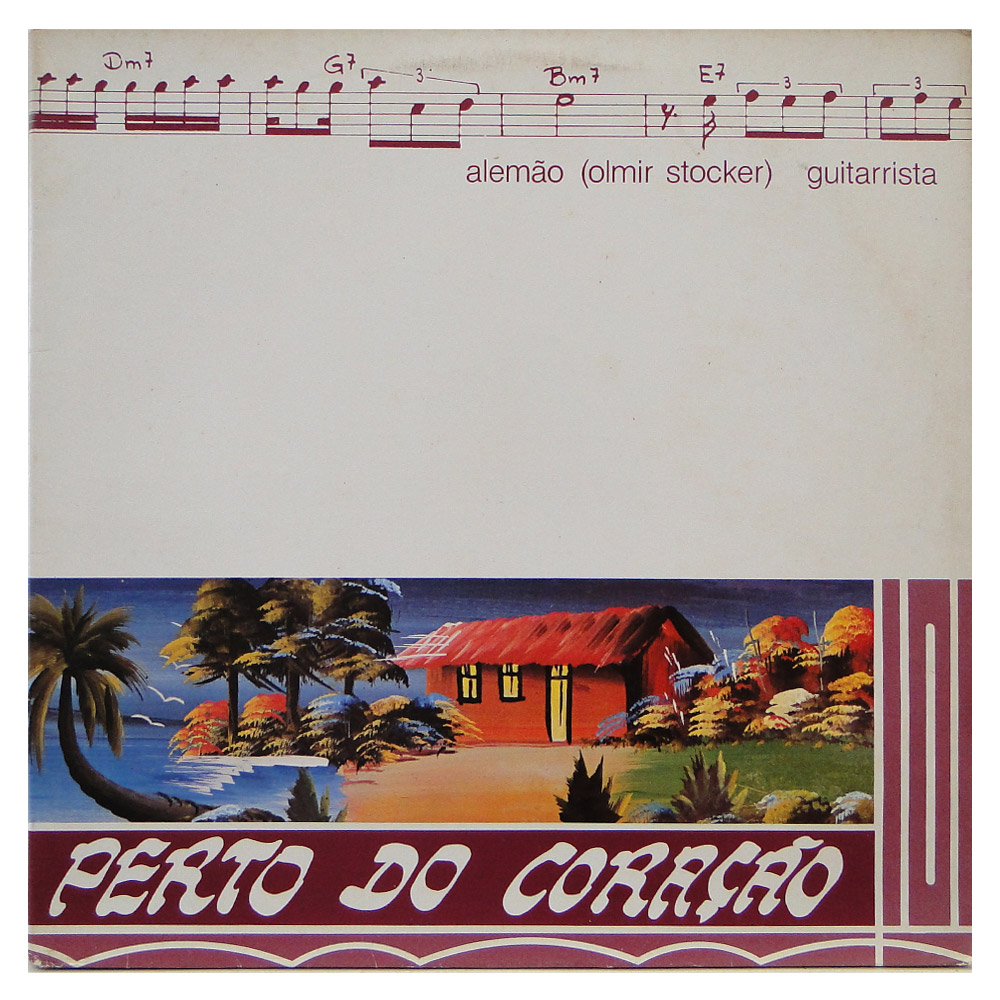 Dm7 G7 3 Bm7 E7 3 3
alemão (olmir stocker) guitarrista
PERTO DO CORAÇÃO